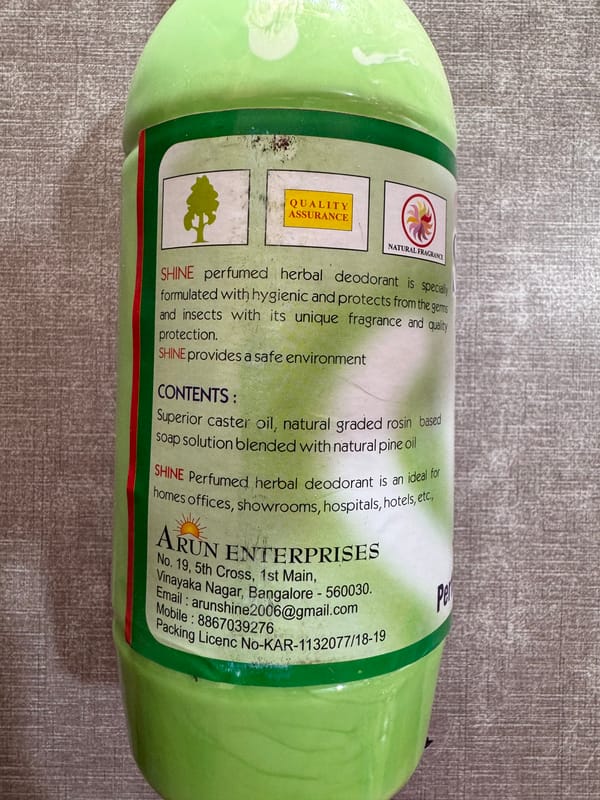 QUALITY
ASSURANCE
NATURAL FRAGRANCE
SHINE perfumed herbal deodorant is specially
formulated with hygienic and protects from the germs
and insects with its unique fragrance and quality
protection.
SHINE provides a safe environment
CONTENTS :
Superior caster oil, natural graded rosin based
soap solution blended with natural pine oil
SHINE Perfumed herbal deodorant is an ideal for
homes offices, showrooms, hospitals, hotels, etc.,
ARUN ENTERPRISES
No. 19, 5th Cross, 1st Main,
Vinayaka Nagar, Bangalore - 560030.
Email : arunshine2006@gmail.com
Mobile : 8867039276
Packing Licenc No-KAR-1132077/18-19